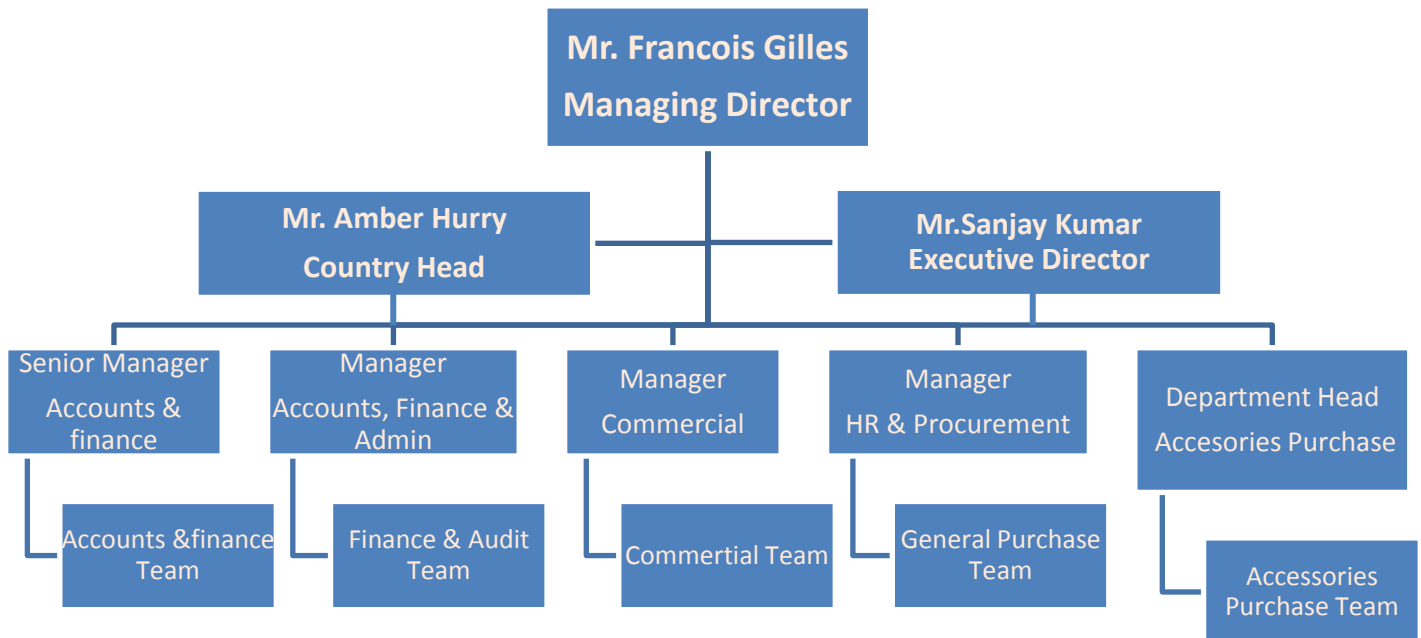 Mr. Francois Gilles
Managing Director
Mr. Amber Hurry
Country Head
Mr.Sanjay Kumar
Executive Director
Senior Manager
Accounts &
finance
Manager
Accounts, Finance &
Admin
Manager
Commercial
Manager
HR & Procurement
Department Head
Accesories Purchase
Accounts &finance
Team
Finance & Audit
Team
Commertial Team
General Purchase
Team
Accessories
Purchase Team